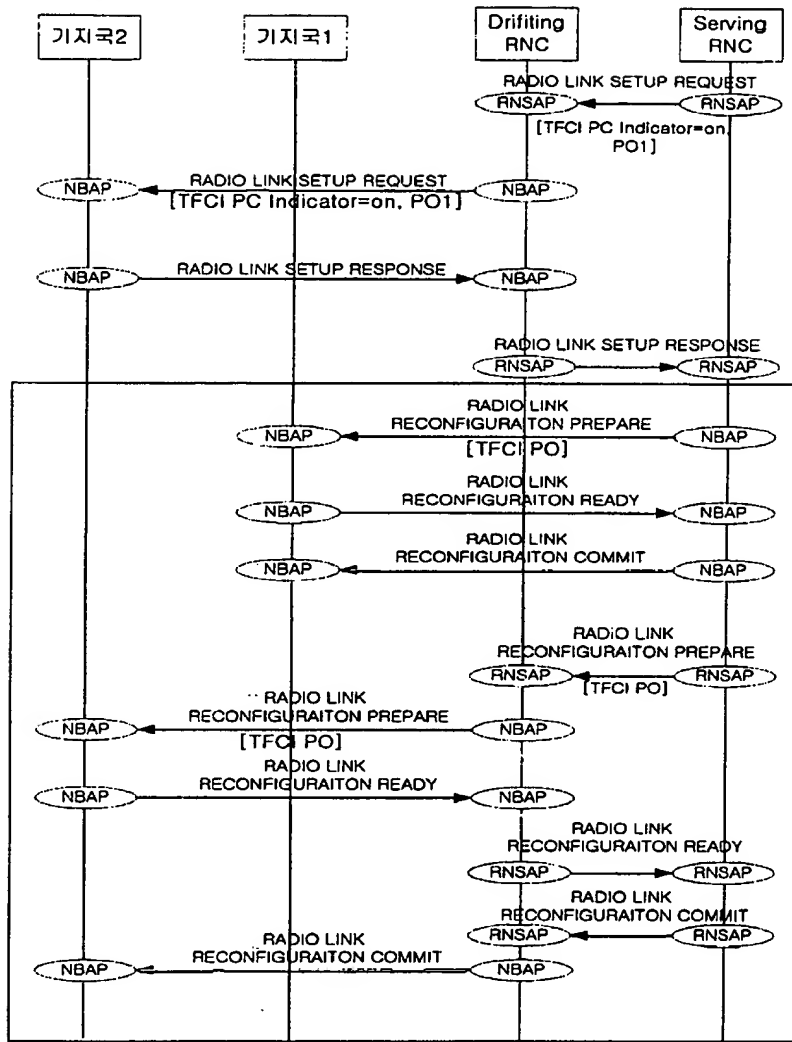 기지국2
기지국1
Drifiting
RNC
Serving
RNC
RADIO LINK SETUP REQUEST
RNSAP
RNSAP
[TFCI PC Indicator=on,
PO1]
RADIO LINK SETUP REQUEST
NBAP
NBAP
[TFCI PC Indicator=on, PO1]
RADIO LINK SETUP RESPONSE
NBAP
NBAP
RADIO LINK SETUP RESPONSE
RNSAP
RNSAP
RADIO LINK
RECONFIGURAITON PREPARE
NBAP
NBAP
[TFCI PO]
RADIO LINK
RECONFIGURAITON READY
NBAP
NBAP
RADIO LINK
RECONFIGURAITON COMMIT
NBAP
NBAP
RADIO LINK
RECONFIGURAITON PREPARE
RNSAP
RNSAP
[TFCI PO]
RADIO LINK
RECONFIGURAITON PREPARE
NBAP
NBAP
[TFCI PO]
RADIO LINK
RECONFIGURAITON READY
NBAP
NBAP
RADIO LINK
RECONFIGURAITON READY
RNSAP
RNSAP
RADIO LINK
RECONFIGURAITON COMMIT
RNSAP
RNSAP
RADIO LINK
RECONFIGURAITON COMMIT
NBAP
NBAP